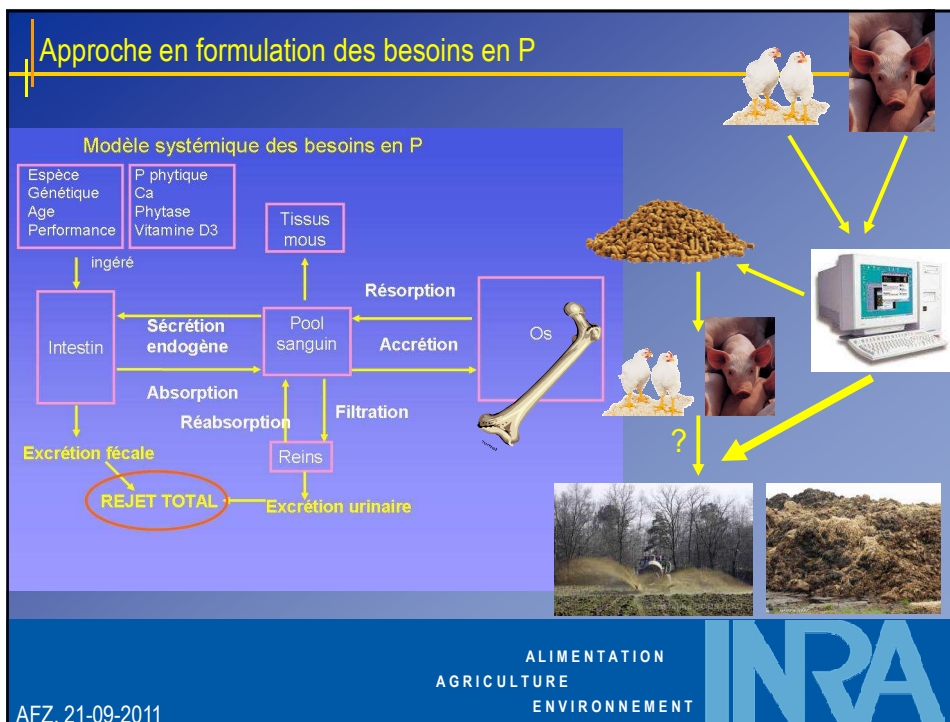 Approche en formulation des besoins en P
Modèle systémique des besoins en P
Espèce
Génétique
Age
Performance
P phytique
Ca
Phytase
Vitamine D3
ingéré
Tissus
mous
Intestin
Sécrétion
endogène
Absorption
Pool
sanguin
Résorption
Accrétion
Os
Réabsorption
Filtration
Reins
Excrétion fécale
REJET TOTAL
Excrétion urinaire
?
ALIMENTATION
AGRICULTURE
ENVIRONNEMENT
INRA
AFZ, 21-09-2011